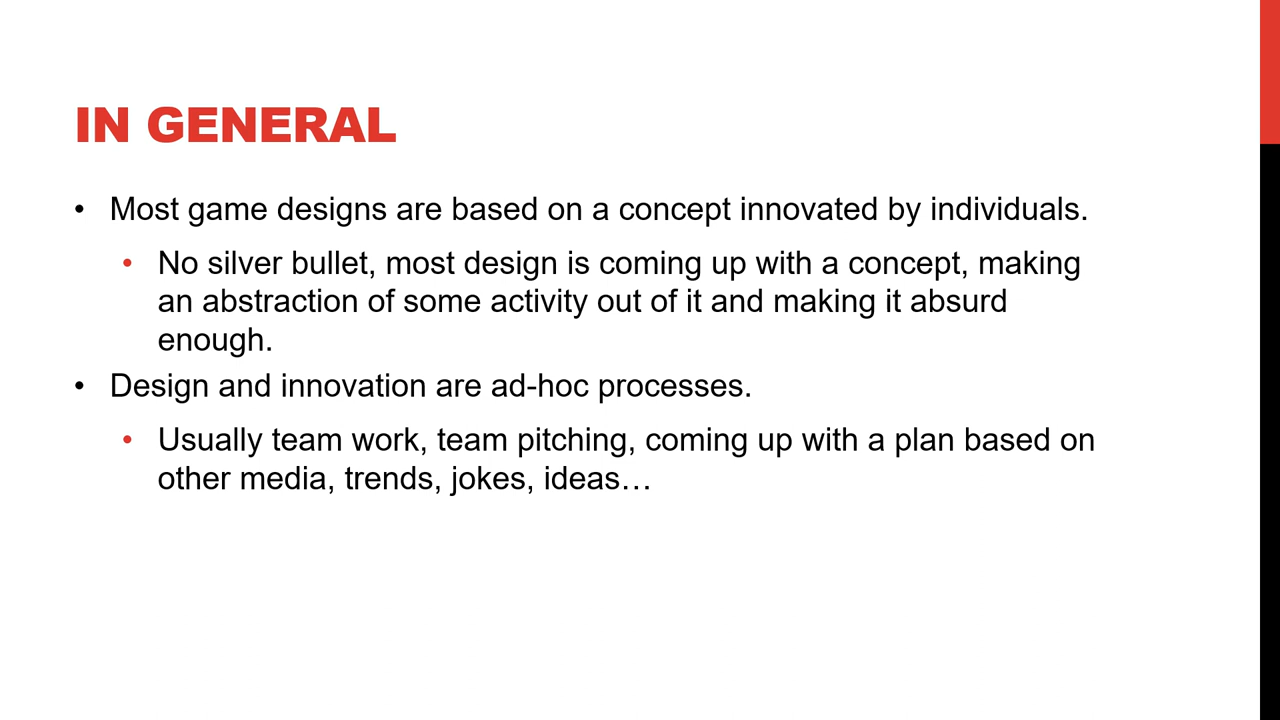 IN GENERAL
• Most game designs are based on a concept innovated by individuals.
• No silver bullet, most design is coming up with a concept, making
an abstraction of some activity out of it and making it absurd
enough.
• Design and innovation are ad-hoc processes.
• Usually team work, team pitching, coming up with a plan based on
other media, trends, jokes, ideas…